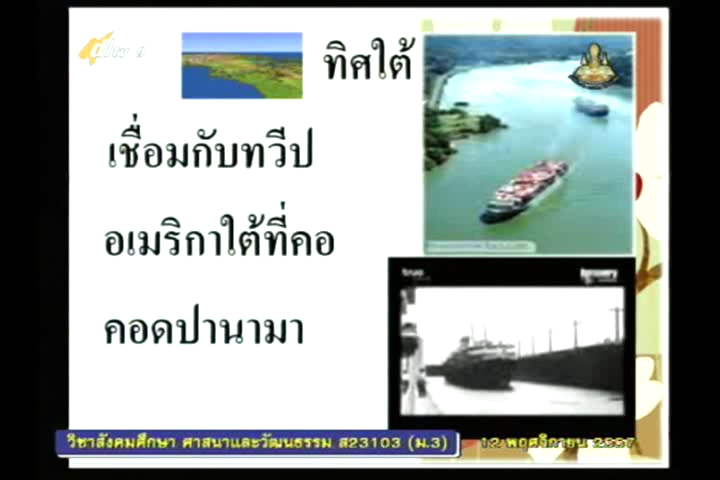 ทิศใต้
เชื่อมกับทวีป
อเมริกาใต้ที่คอ
คอดปานามา
true
Discovery
วิชาสังคมศึกษา ศาสนาและวัฒนธรรม ส23103 (ม.3)
12 พฤศจิกายน 2557